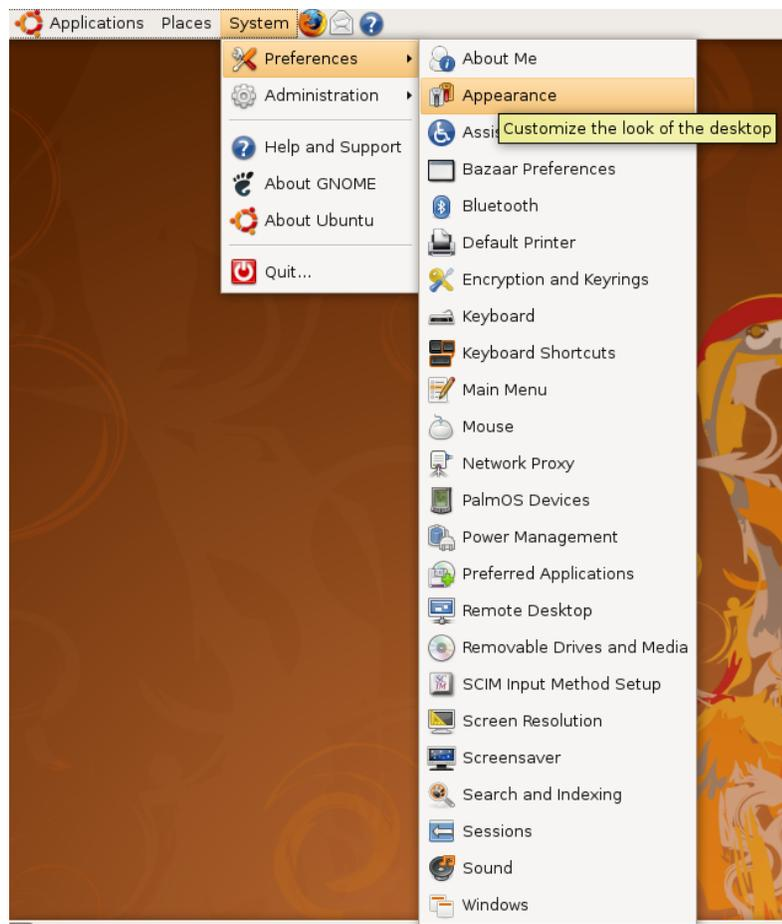 Applications Places System
Preferences
Administration
Help and Support
About GNOME
About Ubuntu
Quit...
About Me
Appearance
Customize the look of the desktop
Bazaar Preferences
Bluetooth
Default Printer
Encryption and Keyrings
Keyboard
Keyboard Shortcuts
Main Menu
Mouse
Network Proxy
PalmOS Devices
Power Management
Preferred Applications
Remote Desktop
Removable Drives and Media
SCIM Input Method Setup
Screen Resolution
Screensaver
Search and Indexing
Sessions
Sound
Windows